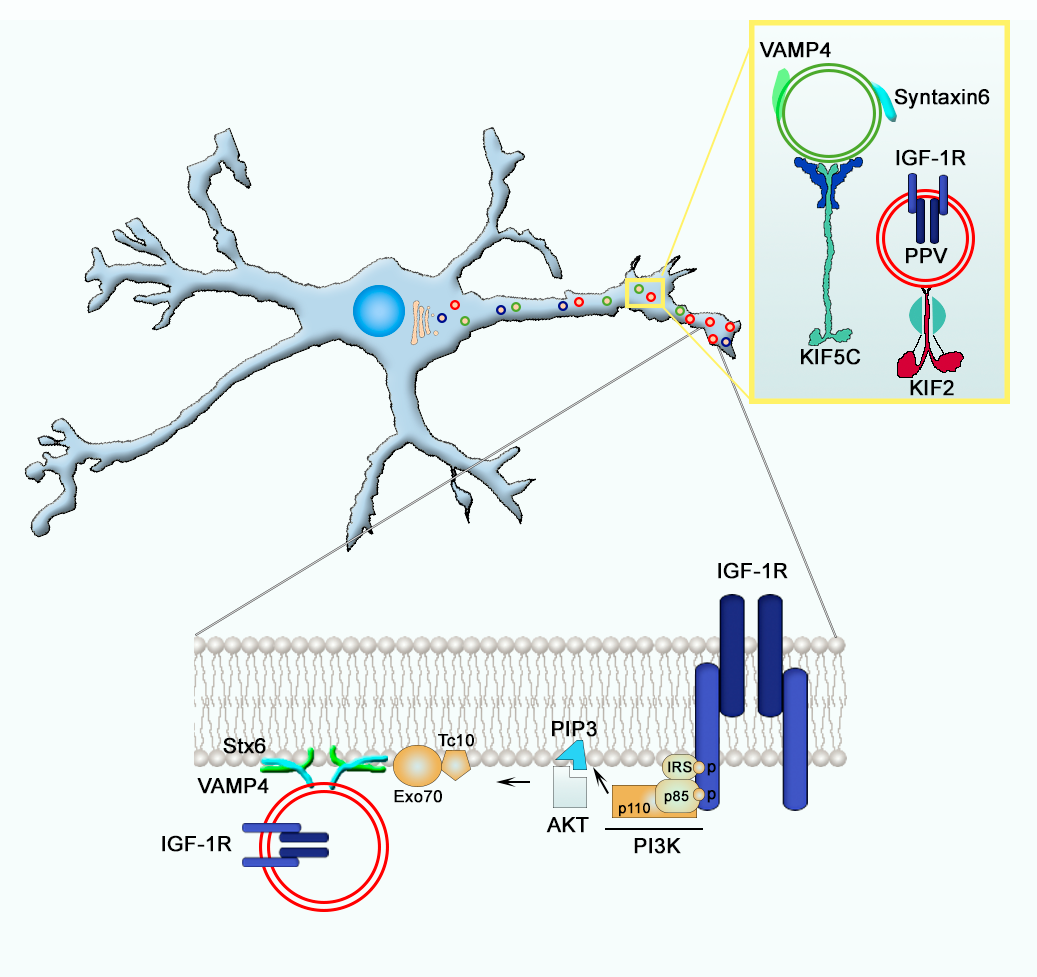 VAMP4
Syntaxin6
IGF-1R
PPV
KIF5C
KIF2
IGF-1R
PIP3
Tc10
Stx6
IRS
p
VAMP4
Exo70
p110
p85
p
AKT
PI3K
IGF-1R